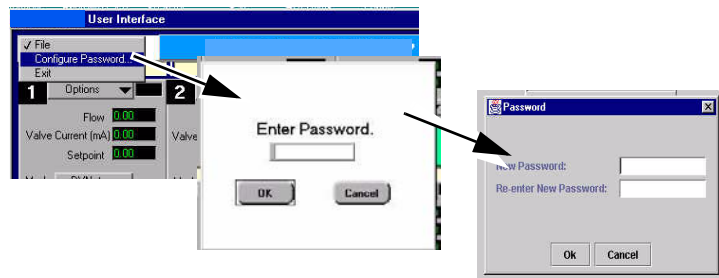 User Interface
✓ File
Configure Password...
Exit
1 Options 2
Flow 0.00
Valve Current (mA) 0.00 Valve
Setpoint 0.00
Enter Password.
OK Cancel
Password
New Password:
Re-enter New Password:
Ok Cancel